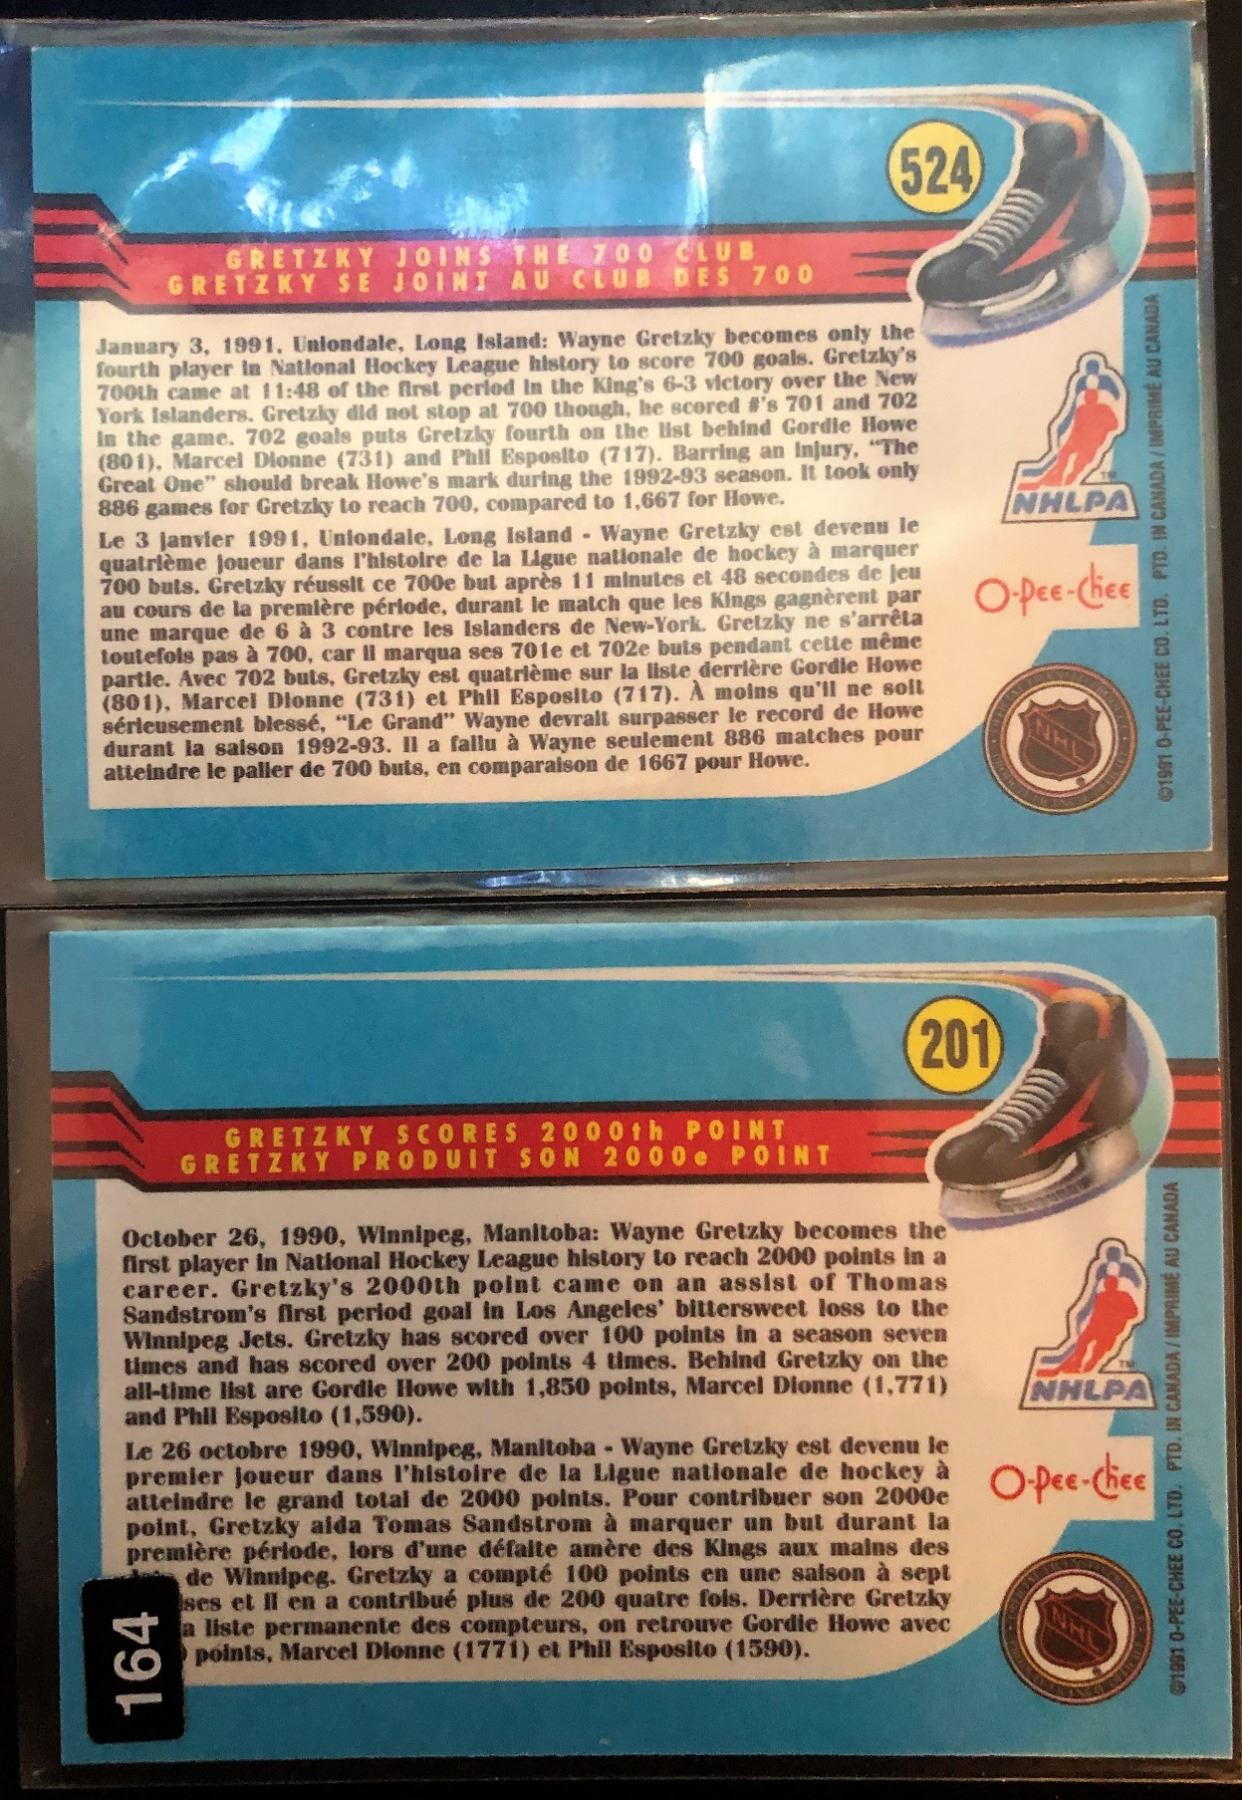 524
GRETZKY JOINS THE 700 CLUB
GRETZKY SE JOINT AU CLUB DES 700
January 3, 1991, Uniondale, Long Island: Wayne Gretzky becomes only the
fourth player in National Hockey League history to score 700 goals. Gretzky's
700th came at 11:48 of the first period in the King's 6-3 victory over the New
York Islanders. Gretzky did not stop at 700 though, he scored #'s 701 and 702
in the game. 702 goals puts Gretzky fourth on the list behind Gordie Howe
(801), Marcel Dionne (731) and Phil Esposito (717). Barring an injury, "The
Great One" should break Howe's mark during the 1992-93 season. It took only
886 games for Gretzky to reach 700, compared to 1,667 for Howe.
Le 3 janvier 1991, Uniondale, Long Island - Wayne Gretzky est devenu le
quatrième joueur dans l'histoire de la Ligue nationale de hockey à marquer
700 buts. Gretzky réussit ce 700e but après 11 minutes et 48 secondes de jeu
au cours de la première période, durant le match que les Kings gagnèrent par
une marque de 6 à 3 contre les Islanders de New-York. Gretzky ne s'arrêta
toutefois pas à 700, car il marqua ses 701e et 702e buts pendant cette même
partie. Avec 702 buts, Gretzky est quatrième sur la liste derrière Gordie Howe
(801), Marcel Dionne (731) et Phil Esposito (717). À moins qu'il ne soit
sérieusement blessé, "Le Grand" Wayne devrait surpasser le record de Howe
durant la saison 1992-93. Il a fallu à Wayne seulement 886 matches pour
atteindre le palier de 700 buts, en comparaison de 1667 pour Howe.
NHLPA
TM
O-Pee-Chee
NHL
©1991 O-PEE-CHEE CO. LTD. PTD. IN CANADA / IMPRIMÉ AU CANADA
201
GRETZKY SCORES 2000th POINT
GRETZKY PRODUIT SON 2000e POINT
October 26, 1990, Winnipeg, Manitoba: Wayne Gretzky becomes the
first player in National Hockey League history to reach 2000 points in a
career. Gretzky's 2000th point came on an assist of Thomas
Sandstrom's first period goal in Los Angeles' bittersweet loss to the
Winnipeg Jets. Gretzky has scored over 100 points in a season seven
times and has scored over 200 points 4 times. Behind Gretzky on the
all-time list are Gordie Howe with 1,850 points, Marcel Dionne (1,771)
and Phil Esposito (1,590).
Le 26 octobre 1990, Winnipeg, Manitoba - Wayne Gretzky est devenu le
premier joueur dans l'histoire de la Ligue nationale de hockey à
atteindre le grand total de 2000 points. Pour contribuer son 2000e
point, Gretzky aida Tomas Sandstrom à marquer un but durant la
première période, lors d'une défaite amère des Kings aux mains des
de Winnipeg. Gretzky a compté 100 points en une saison à sept
ses et il en a contribué plus de 200 quatre fois. Derrière Gretzky
a liste permanente des compteurs, on retrouve Gordie Howe avec
points, Marcel Dionne (1771) et Phil Esposito (1590).
164
NHLPA
TM
O-Pee-Chee
NHL
©1991 O-PEE-CHEE CO. LTD. PTD. IN CANADA / IMPRIMÉ AU CANADA